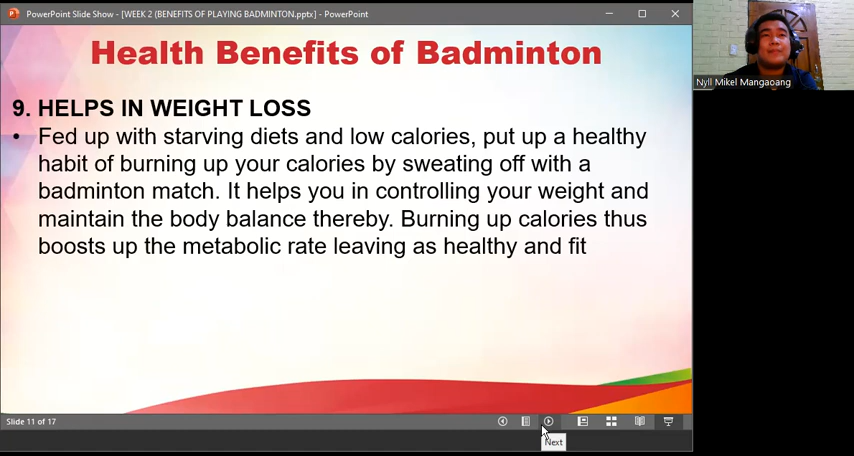 PowerPoint Slide Show - [WEEK 2 (BENEFITS OF PLAYING BADMINTON.pptx] - PowerPoint
Health Benefits of Badminton
Nyll Mikel Mangaoang
9. HELPS IN WEIGHT LOSS
• Fed up with starving diets and low calories, put up a healthy
habit of burning up your calories by sweating off with a
badminton match. It helps you in controlling your weight and
maintain the body balance thereby. Burning up calories thus
boosts up the metabolic rate leaving as healthy and fit
Slide 11 of 17
Next